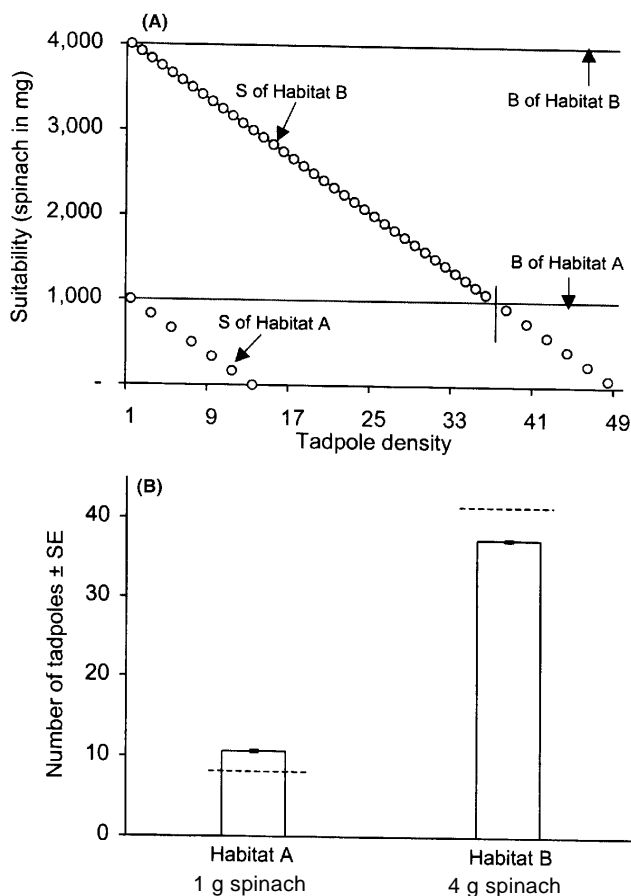 (A)
4,000
3,000
2,000
1,000
-
Suitability (spinach in mg)
S of Habitat B
B of Habitat B
B of Habitat A
S of Habitat A
1 9 17 25 33 41 49
Tadpole density
(B)
40
30
20
10
0
Number of tadpoles ± SE
Habitat A Habitat B
1 g spinach 4 g spinach